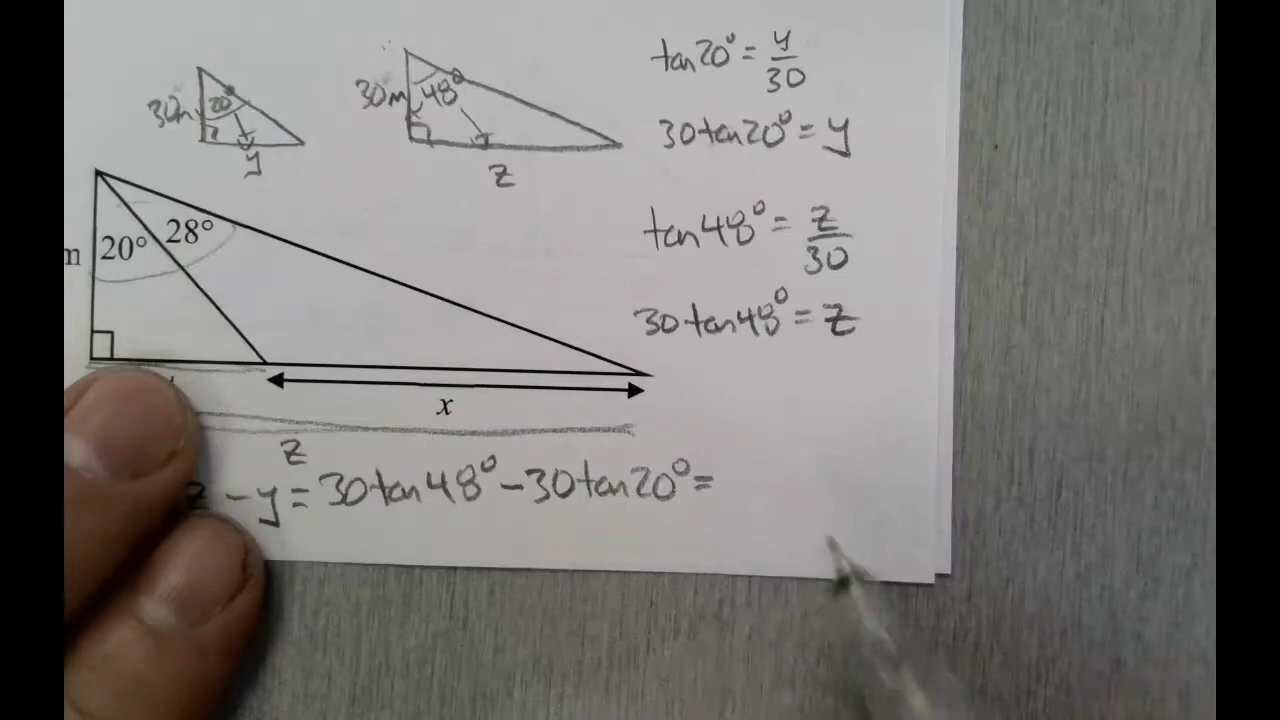 30m 20° y
30m 48° z
tan20° = y/30
30tan20° = y
tan48° = z/30
30tan48° = z
m 20° 28°
x
z
z - y = 30tan48° - 30tan20° =